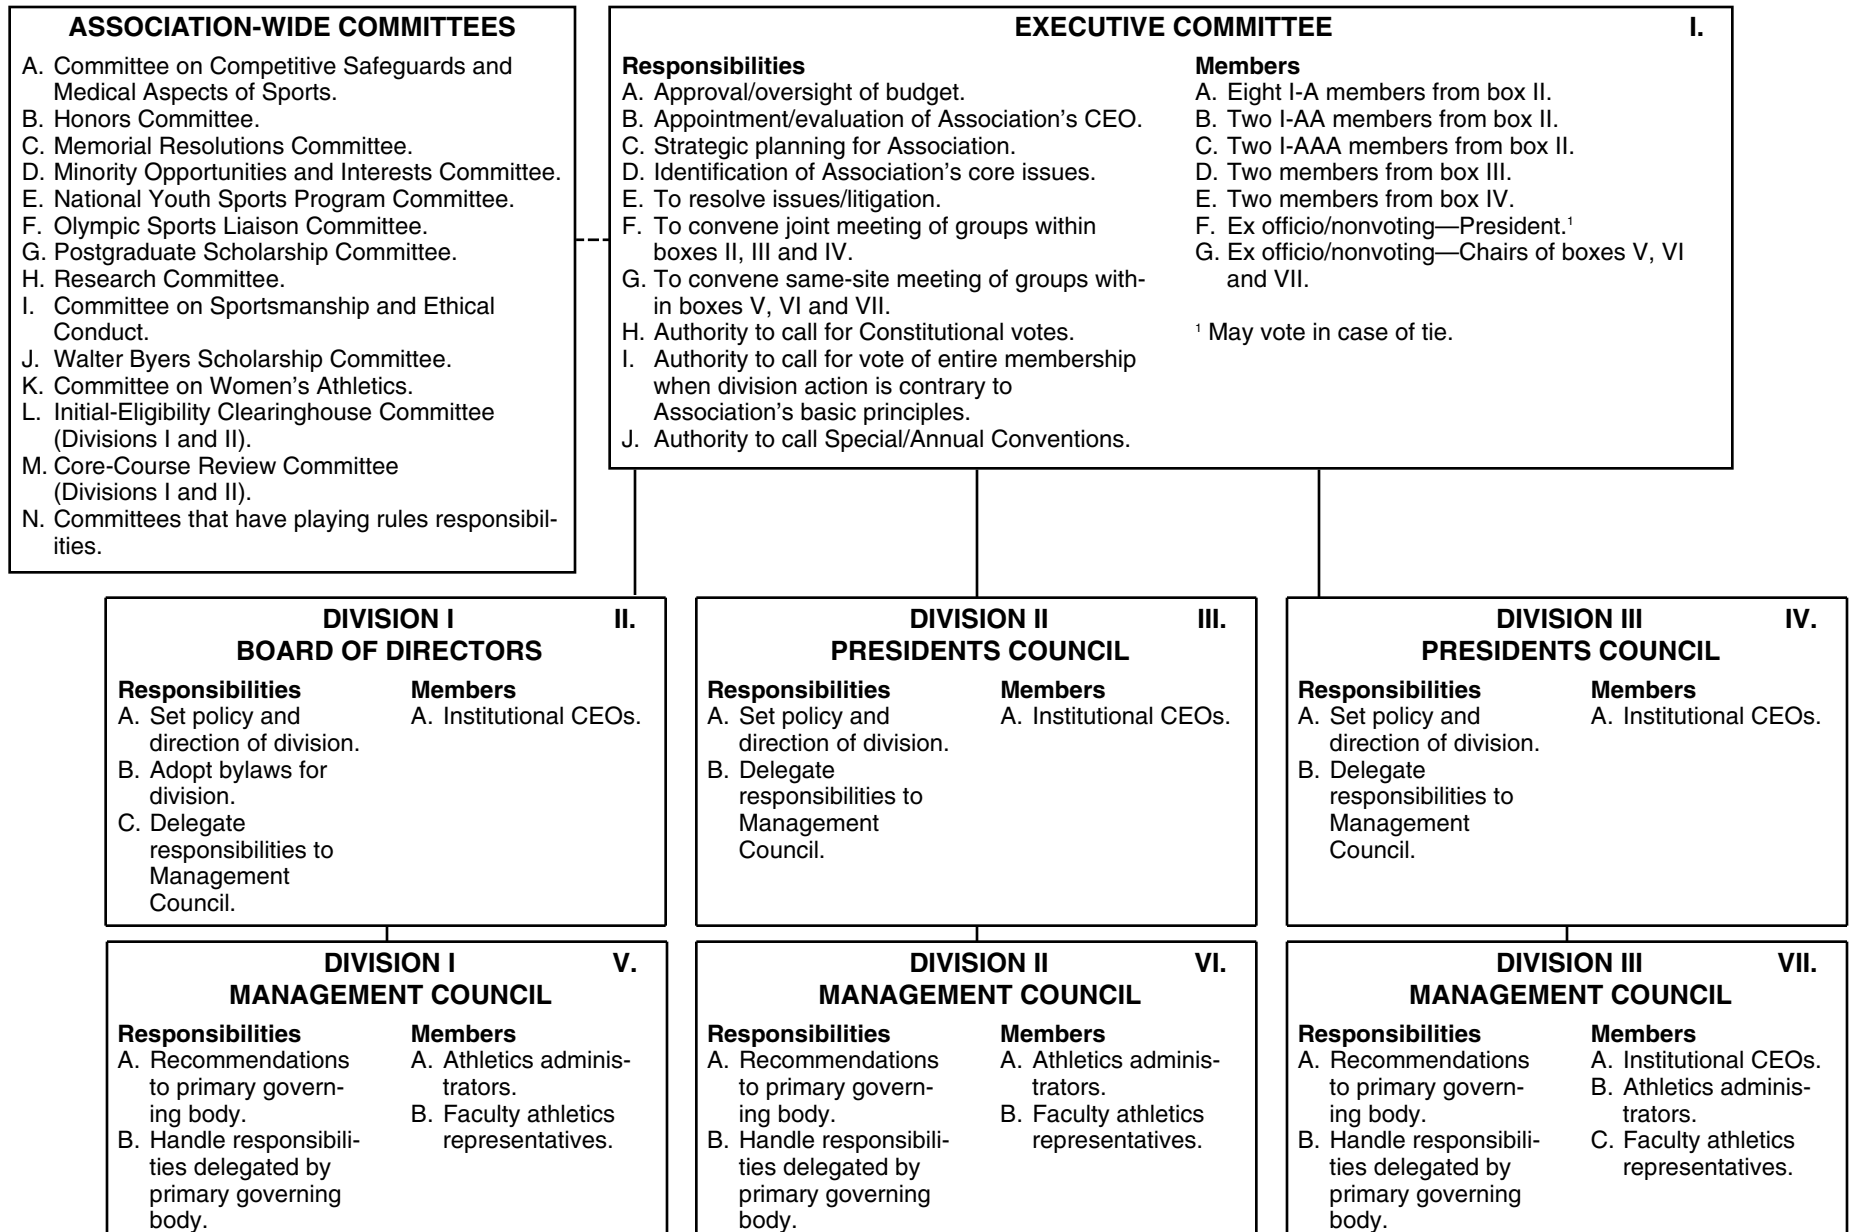 ASSOCIATION-WIDE COMMITTEES
A. Committee on Competitive Safeguards and
Medical Aspects of Sports.
B. Honors Committee.
C. Memorial Resolutions Committee.
D. Minority Opportunities and Interests Committee.
E. National Youth Sports Program Committee.
F. Olympic Sports Liaison Committee.
G. Postgraduate Scholarship Committee.
H. Research Committee.
I. Committee on Sportsmanship and Ethical
Conduct.
J. Walter Byers Scholarship Committee.
K. Committee on Women’s Athletics.
L. Initial-Eligibility Clearinghouse Committee
(Divisions I and II).
M. Core-Course Review Committee
(Divisions I and II).
N. Committees that have playing rules responsibil-
ities.
EXECUTIVE COMMITTEE I.
Responsibilities
A. Approval/oversight of budget.
B. Appointment/evaluation of Association’s CEO.
C. Strategic planning for Association.
D. Identification of Association’s core issues.
E. To resolve issues/litigation.
F. To convene joint meeting of groups within
boxes II, III and IV.
G. To convene same-site meeting of groups with-
in boxes V, VI and VII.
H. Authority to call for Constitutional votes.
I. Authority to call for vote of entire membership
when division action is contrary to
Association’s basic principles.
J. Authority to call Special/Annual Conventions.
Members
A. Eight I-A members from box II.
B. Two I-AA members from box II.
C. Two I-AAA members from box II.
D. Two members from box III.
E. Two members from box IV.
F. Ex officio/nonvoting—President.¹
G. Ex officio/nonvoting—Chairs of boxes V, VI
and VII.
¹ May vote in case of tie.
DIVISION I II.
BOARD OF DIRECTORS
Responsibilities
A. Set policy and
direction of division.
B. Adopt bylaws for
division.
C. Delegate
responsibilities to
Management
Council.
Members
A. Institutional CEOs.
DIVISION II III.
PRESIDENTS COUNCIL
Responsibilities
A. Set policy and
direction of division.
B. Delegate
responsibilities to
Management
Council.
Members
A. Institutional CEOs.
DIVISION III IV.
PRESIDENTS COUNCIL
Responsibilities
A. Set policy and
direction of division.
B. Delegate
responsibilities to
Management
Council.
Members
A. Institutional CEOs.
DIVISION I V.
MANAGEMENT COUNCIL
Responsibilities
A. Recommendations
to primary govern-
ing body.
B. Handle responsibili-
ties delegated by
primary governing
body.
Members
A. Athletics adminis-
trators.
B. Faculty athletics
representatives.
DIVISION II VI.
MANAGEMENT COUNCIL
Responsibilities
A. Recommendations
to primary govern-
ing body.
B. Handle responsibili-
ties delegated by
primary governing
body.
Members
A. Athletics adminis-
trators.
B. Faculty athletics
representatives.
DIVISION III VII.
MANAGEMENT COUNCIL
Responsibilities
A. Recommendations
to primary govern-
ing body.
B. Handle responsibili-
ties delegated by
primary governing
body.
Members
A. Institutional CEOs.
B. Athletics adminis-
trators.
C. Faculty athletics
representatives.